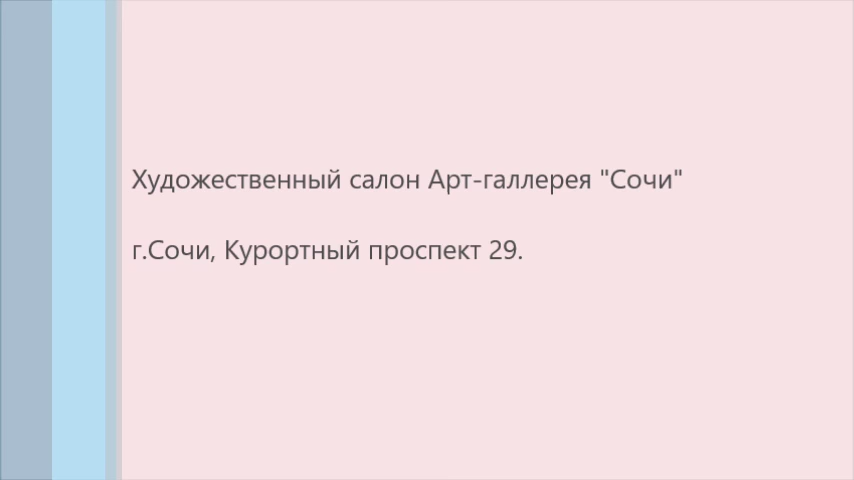 Художественный салон Арт-галлерея "Сочи"
г.Сочи, Курортный проспект 29.